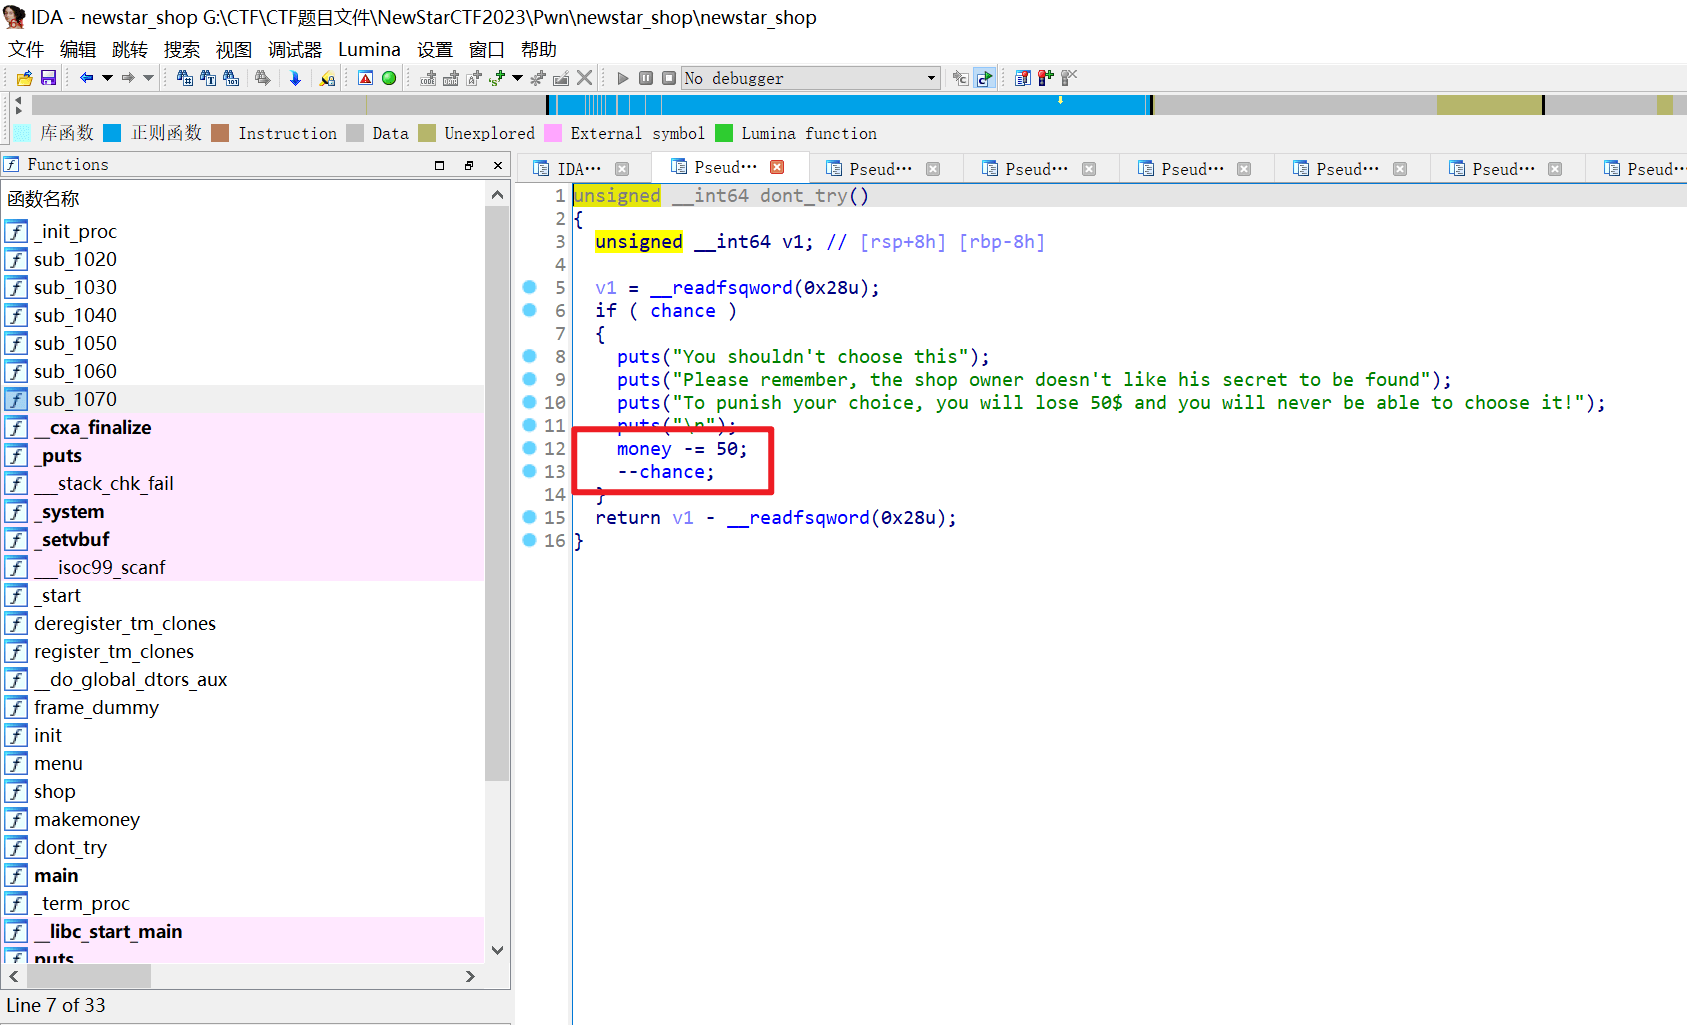 IDA - newstar_shop G:\CTF\CTF题目文件\NewStarCTF2023\Pwn\newstar_shop\newstar_shop
文件 编辑 跳转 搜索 视图 调试器 Lumina 设置 窗口 帮助
No debugger
库函数 正则函数 Instruction Data Unexplored External symbol Lumina function
Functions
函数名称
_init_proc
sub_1020
sub_1030
sub_1040
sub_1050
sub_1060
sub_1070
__cxa_finalize
_puts
___stack_chk_fail
_system
_setvbuf
___isoc99_scanf
_start
deregister_tm_clones
register_tm_clones
__do_global_dtors_aux
frame_dummy
init
menu
shop
makemoney
dont_try
main
_term_proc
__libc_start_main
puts
Line 7 of 33
IDA··· Pseud··· Pseud··· Pseud··· Pseud··· Pseud··· Pseud··· Pseud···
1 unsigned __int64 dont_try()
2 {
3 unsigned __int64 v1; // [rsp+8h] [rbp-8h]
4
5 v1 = __readfsqword(0x28u);
6 if ( chance )
7 {
8 puts("You shouldn't choose this");
9 puts("Please remember, the shop owner doesn't like his secret to be found");
10 puts("To punish your choice, you will lose 50$ and you will never be able to choose it!");
11 puts("\n");
12 money -= 50;
13 --chance;
14 }
15 return v1 - __readfsqword(0x28u);
16 }